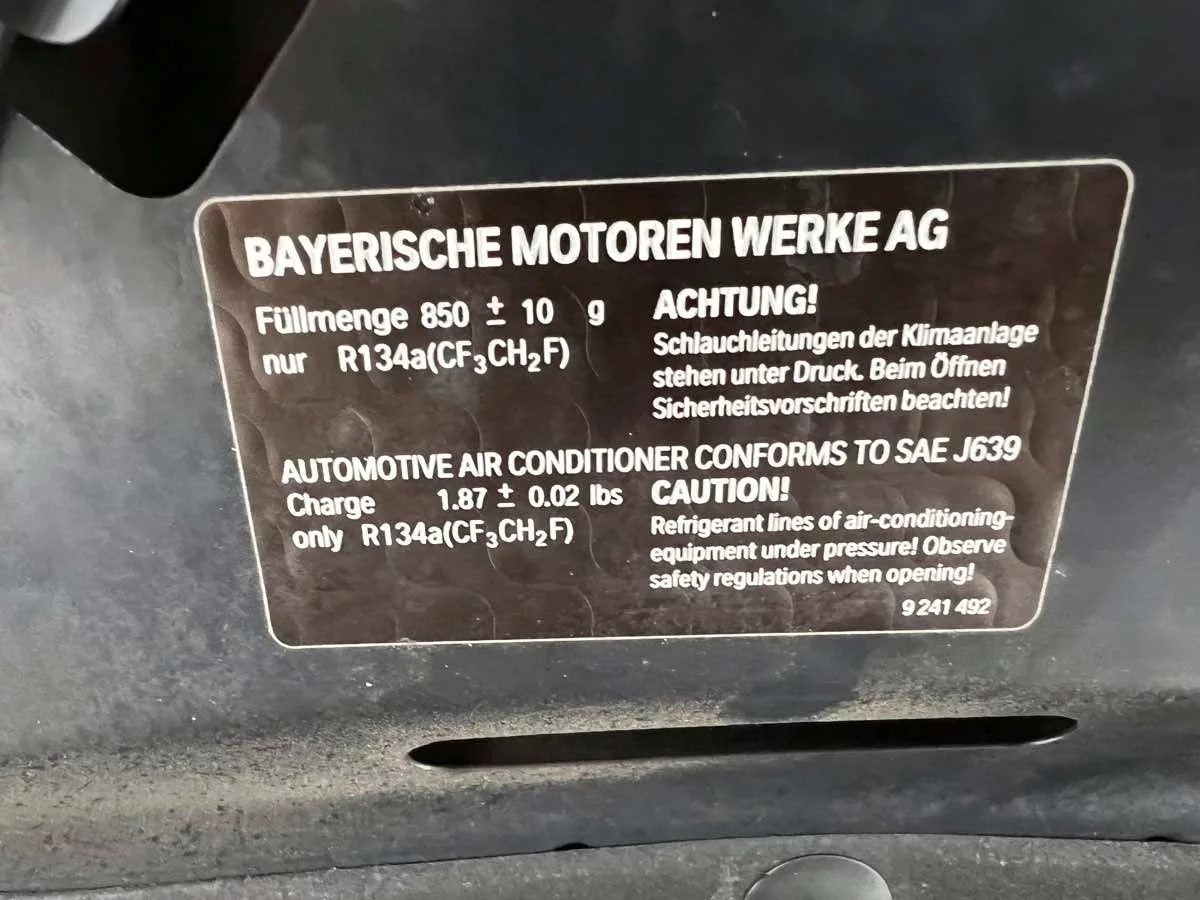 BAYERISCHE MOTOREN WERKE AG
Füllmenge 850 ± 10 g
nur R134a(CF₃CH₂F)
ACHTUNG!
Schlauchleitungen der Klimaanlage
stehen unter Druck. Beim Öffnen
Sicherheitsvorschriften beachten!
AUTOMOTIVE AIR CONDITIONER CONFORMS TO SAE J639
Charge 1.87 ± 0.02 lbs
only R134a(CF₃CH₂F)
CAUTION!
Refrigerant lines of air-conditioning-
equipment under pressure! Observe
safety regulations when opening!
9 241 492